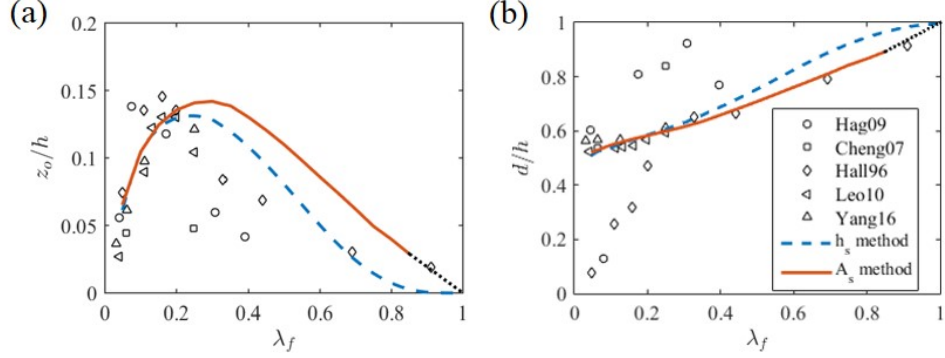 (a)
0.2
0.15
0.1
0.05
0
z_o/h
0 0.2 0.4 0.6 0.8 1
λ_f
(b)
1
0.8
0.6
0.4
0.2
0
d/h
0 0.2 0.4 0.6 0.8 1
λ_f
Hag09
Cheng07
Hall96
Leo10
Yang16
h_s method
A_s method